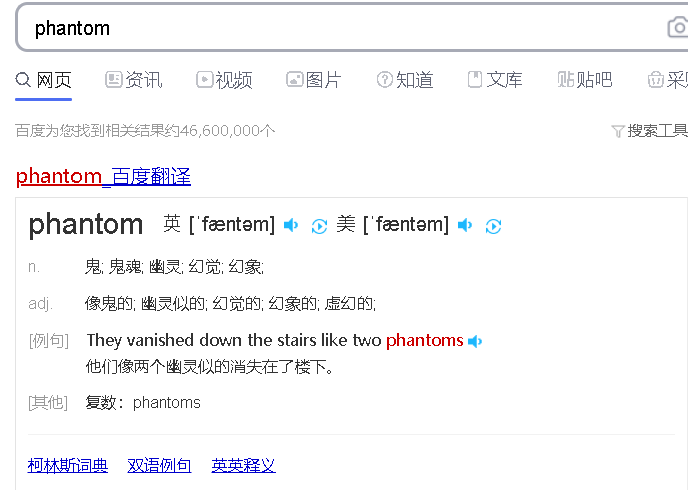 phantom
网页 资讯 视频 图片 知道 文库 贴吧
百度为您找到相关结果约46,600,000个 搜索工具
phantom_百度翻译
phantom 英 [ˈfæntəm] 美 [ˈfæntəm]
n. 鬼; 鬼魂; 幽灵; 幻觉; 幻象;
adj. 像鬼的; 幽灵似的; 幻觉的; 幻象的; 虚幻的;
[例句] They vanished down the stairs like two phantoms
他们像两个幽灵似的消失在了楼下。
[其他] 复数：phantoms
柯林斯词典 双语例句 英英释义